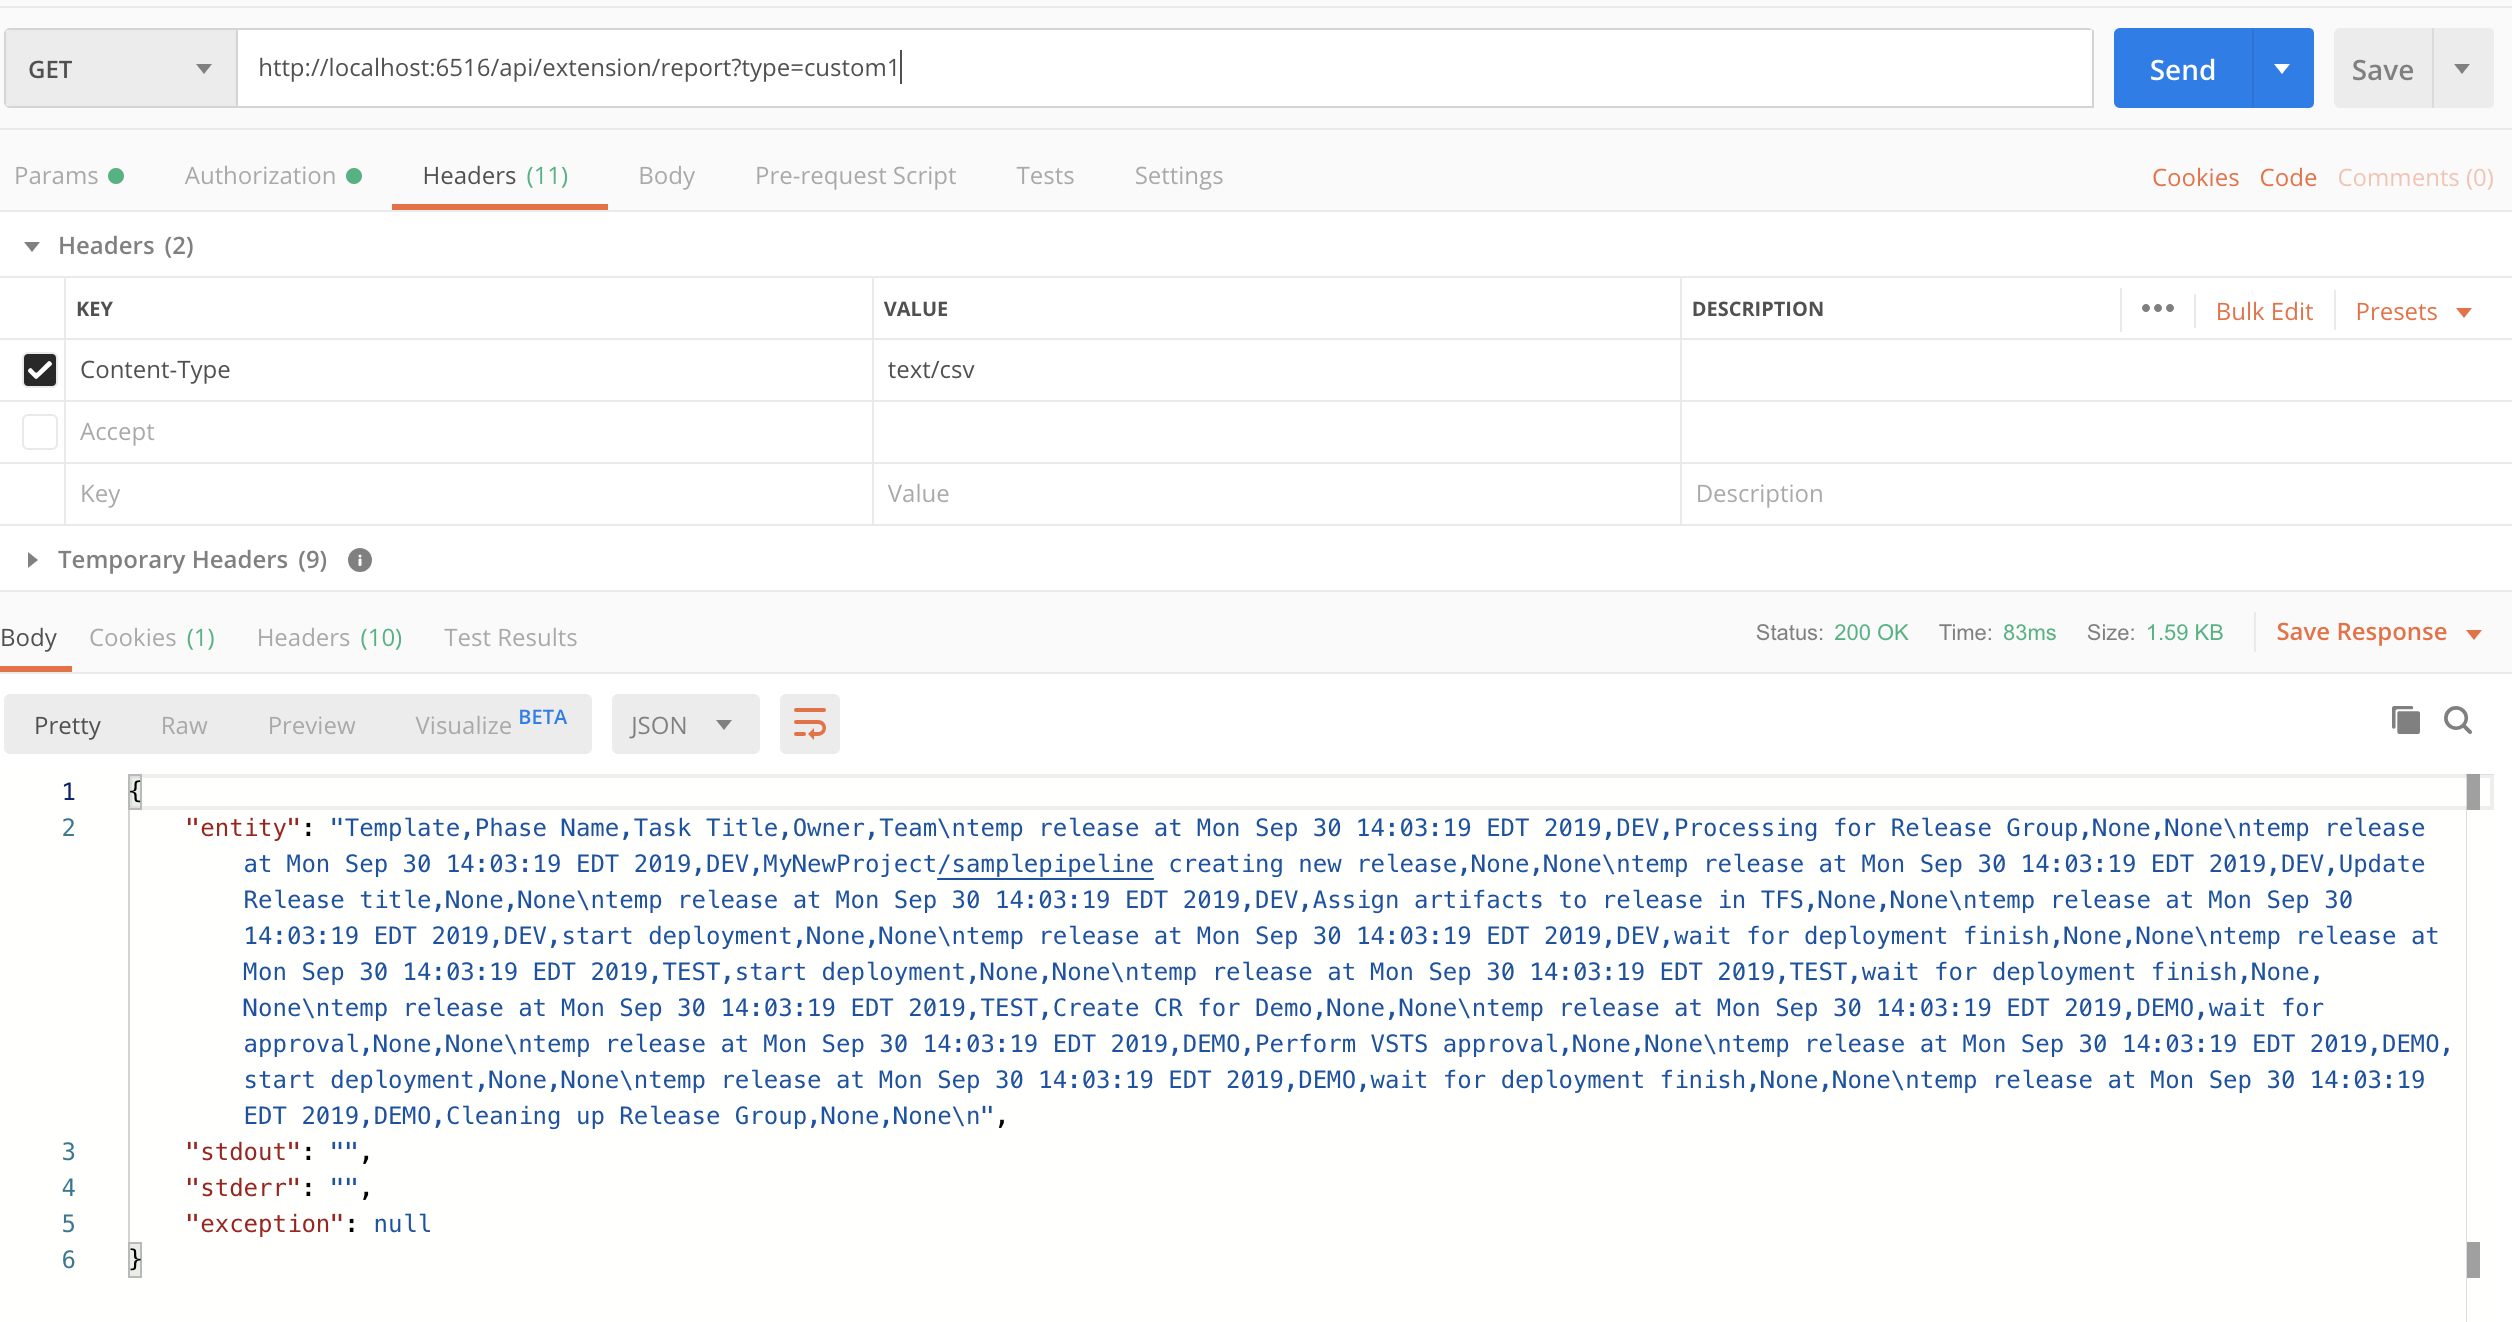 GET
http://localhost:6516/api/extension/report?type=custom1
Send
Save
Params
Authorization
Headers (11)
Body
Pre-request Script
Tests
Settings
Cookies
Code
Comments (0)
Headers (2)
KEY
VALUE
DESCRIPTION
•••
Bulk Edit
Presets
Content-Type
text/csv
Accept
Key
Value
Description
Temporary Headers (9)
Body
Cookies (1)
Headers (10)
Test Results
Status: 200 OK
Time: 83ms
Size: 1.59 KB
Save Response
Pretty
Raw
Preview
Visualize BETA
JSON
1 {
2 "entity": "Template,Phase Name,Task Title,Owner,Team\ntemp release at Mon Sep 30 14:03:19 EDT 2019,DEV,Processing for Release Group,None,None\ntemp release
at Mon Sep 30 14:03:19 EDT 2019,DEV,MyNewProject/samplepipeline creating new release,None,None\ntemp release at Mon Sep 30 14:03:19 EDT 2019,DEV,Update
Release title,None,None\ntemp release at Mon Sep 30 14:03:19 EDT 2019,DEV,Assign artifacts to release in TFS,None,None\ntemp release at Mon Sep 30
14:03:19 EDT 2019,DEV,start deployment,None,None\ntemp release at Mon Sep 30 14:03:19 EDT 2019,DEV,wait for deployment finish,None,None\ntemp release at
Mon Sep 30 14:03:19 EDT 2019,TEST,start deployment,None,None\ntemp release at Mon Sep 30 14:03:19 EDT 2019,TEST,wait for deployment finish,None,
None\ntemp release at Mon Sep 30 14:03:19 EDT 2019,TEST,Create CR for Demo,None,None\ntemp release at Mon Sep 30 14:03:19 EDT 2019,DEMO,wait for
approval,None,None\ntemp release at Mon Sep 30 14:03:19 EDT 2019,DEMO,Perform VSTS approval,None,None\ntemp release at Mon Sep 30 14:03:19 EDT 2019,DEMO,
start deployment,None,None\ntemp release at Mon Sep 30 14:03:19 EDT 2019,DEMO,wait for deployment finish,None,None\ntemp release at Mon Sep 30 14:03:19
EDT 2019,DEMO,Cleaning up Release Group,None,None\n",
3 "stdout": "",
4 "stderr": "",
5 "exception": null
6 }